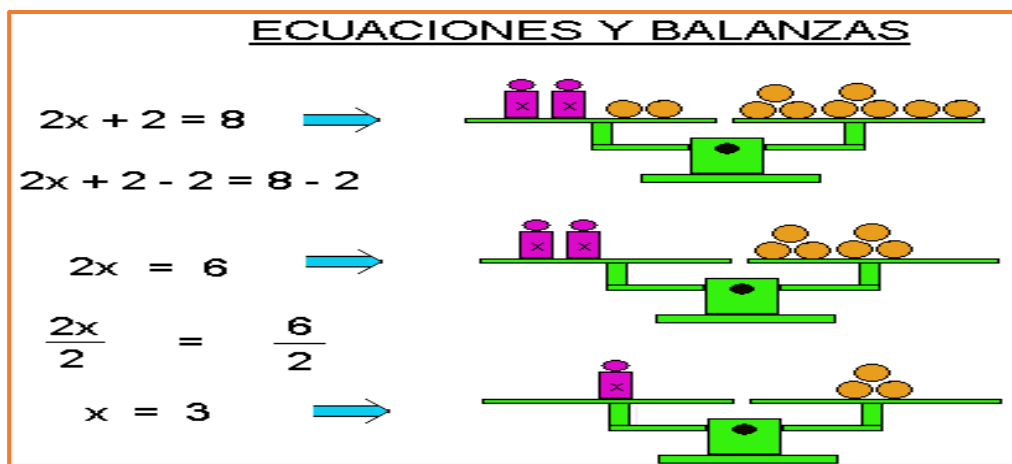 ECUACIONES Y BALANZAS
2x + 2 = 8
x x
2x + 2 - 2 = 8 - 2
2x = 6
x x
2x/2 = 6/2
x = 3
x